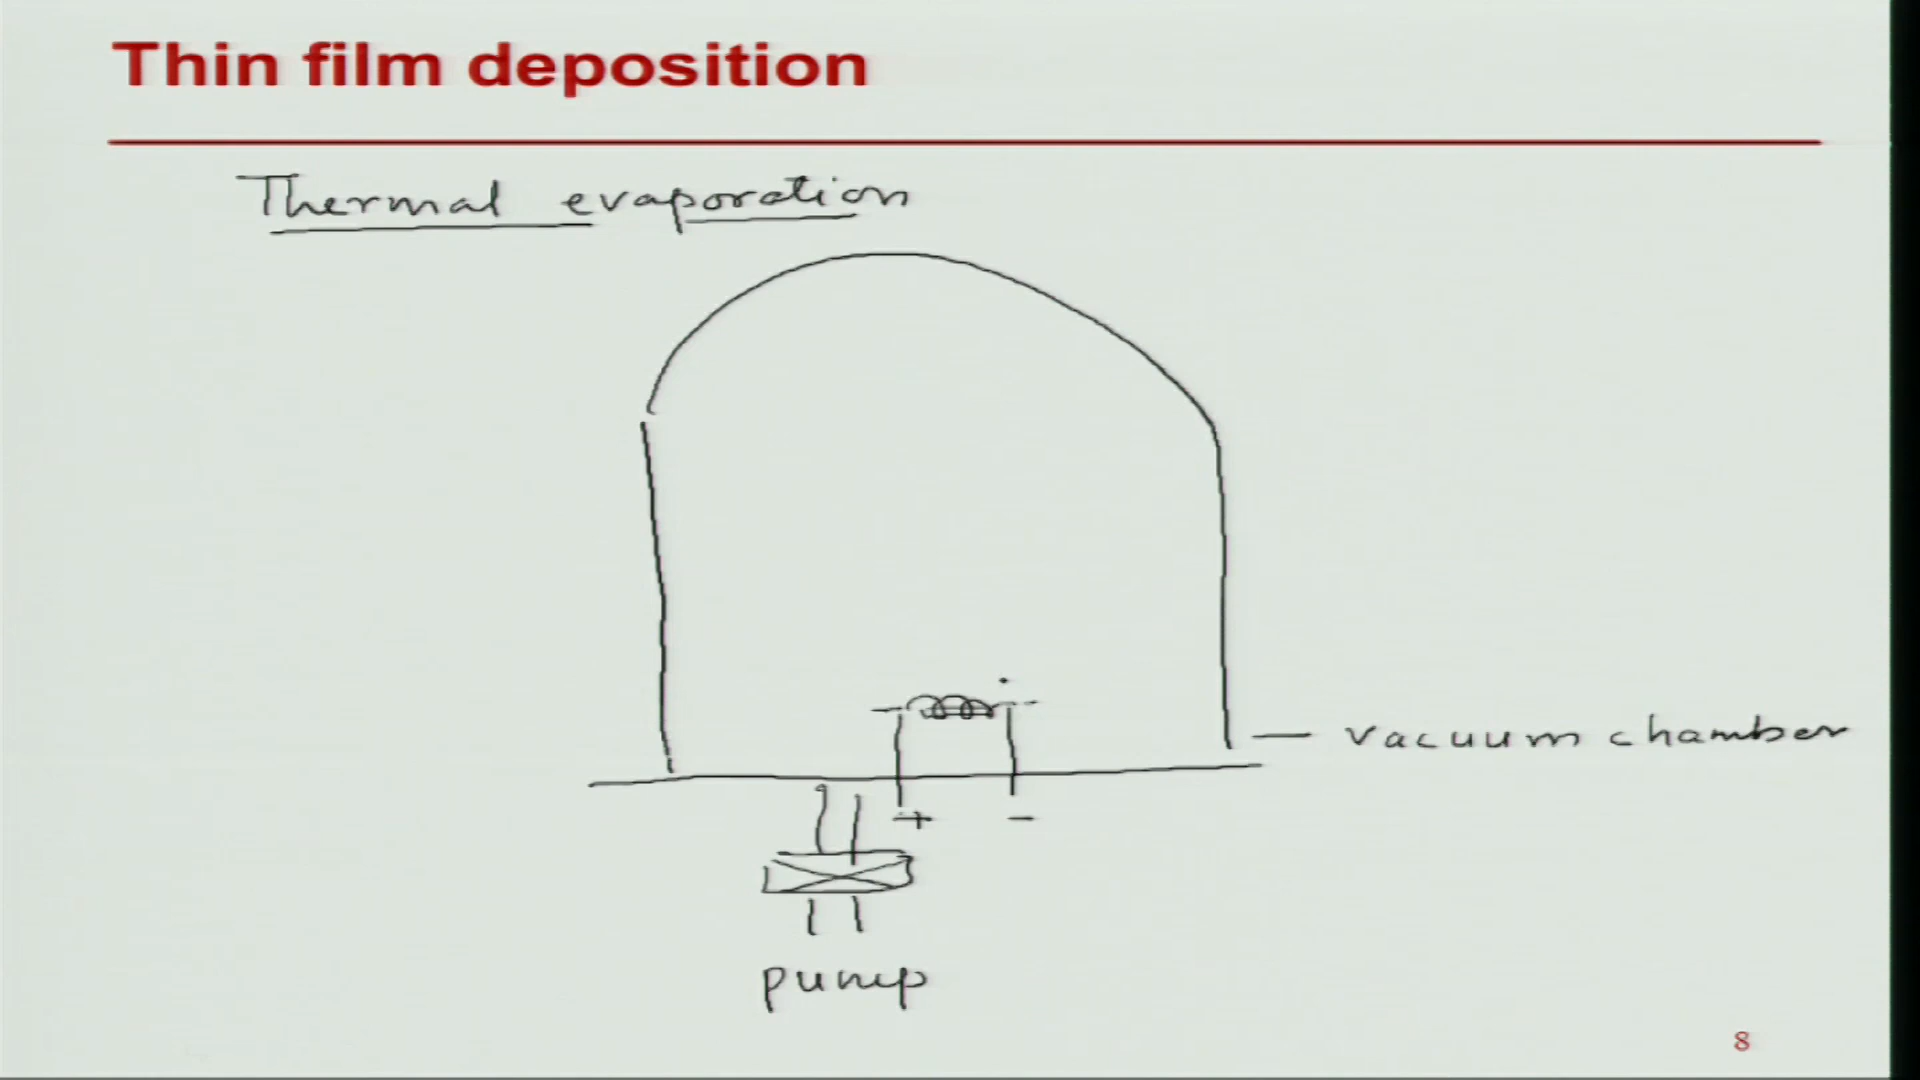 Thin film deposition
Thermal evaporation
— vacuum chamber
+ -
pump
8